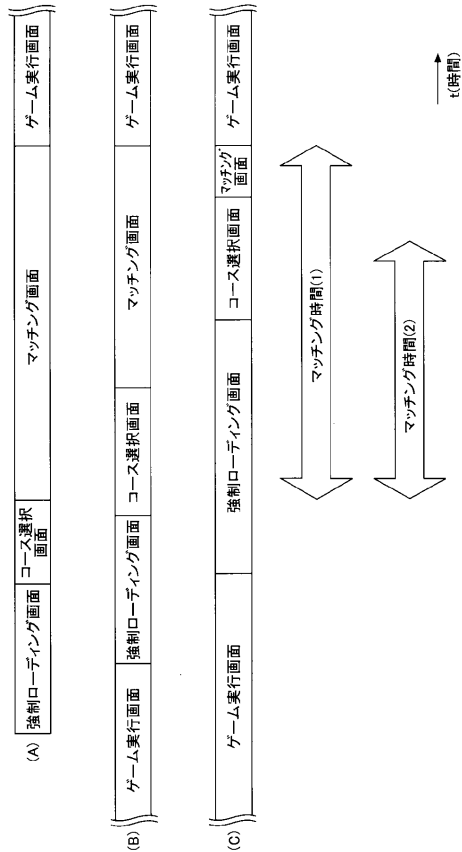 (A)
強制ローディング画面
コース選択
画面
マッチング画面
ゲーム実行画面
(B)
ゲーム実行画面
強制ローディング画面
コース選択画面
マッチング画面
ゲーム実行画面
(C)
ゲーム実行画面
強制ローディング画面
コース選択画面
マッチング
画面
ゲーム実行画面
マッチング時間(1)
マッチング時間(2)
t(時間)